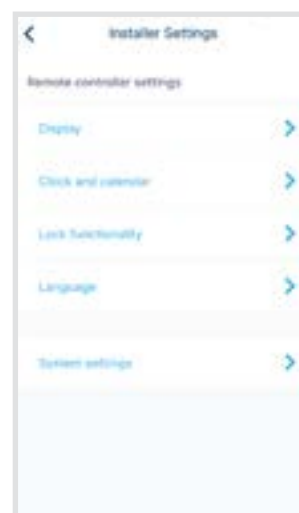 Installer Settings
Remote controller settings
Display
Clock and calendar
Lock functionality
Language
System settings